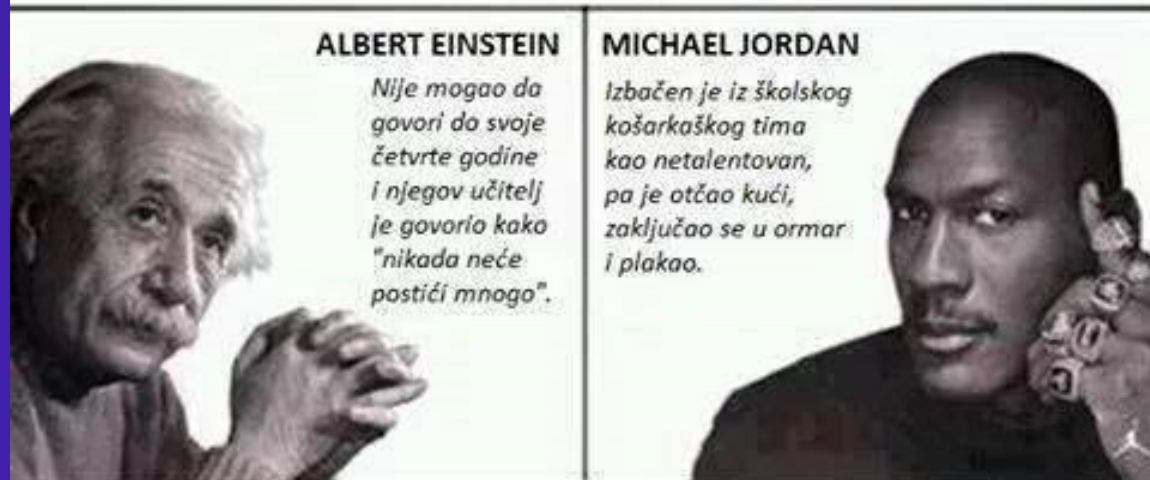 ALBERT EINSTEIN
Nije mogao da
govori do svoje
četvrte godine
i njegov učitelj
je govorio kako
"nikada neće
postići mnogo".
MICHAEL JORDAN
Izbačen je iz školskog
košarkaškog tima
kao netalentovan,
pa je otčao kući,
zaključao se u ormar
i plakao.